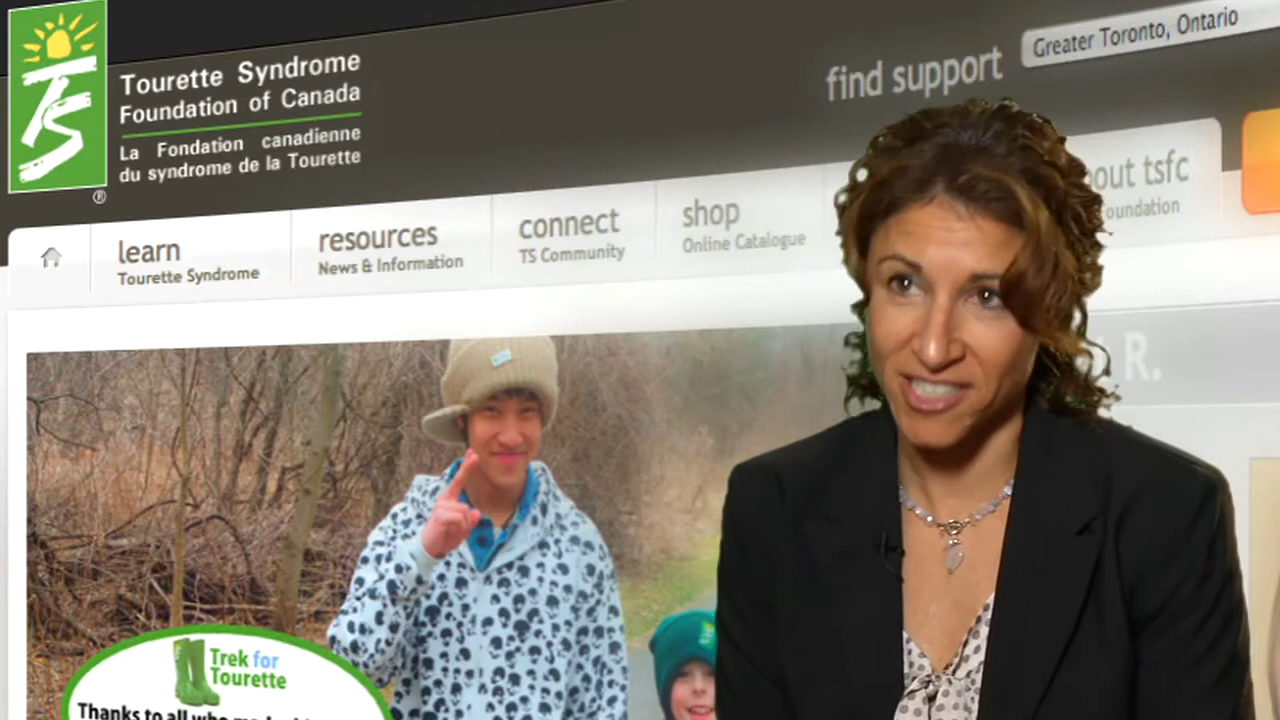 TS
Tourette Syndrome
Foundation of Canada
La Fondation canadienne
du syndrome de la Tourette
®
find support
Greater Toronto, Ontario
learn
Tourette Syndrome
resources
News & Information
connect
TS Community
shop
Online Catalogue
out tsfc
oundation
R.
Trek for
Tourette
Thanks to all who